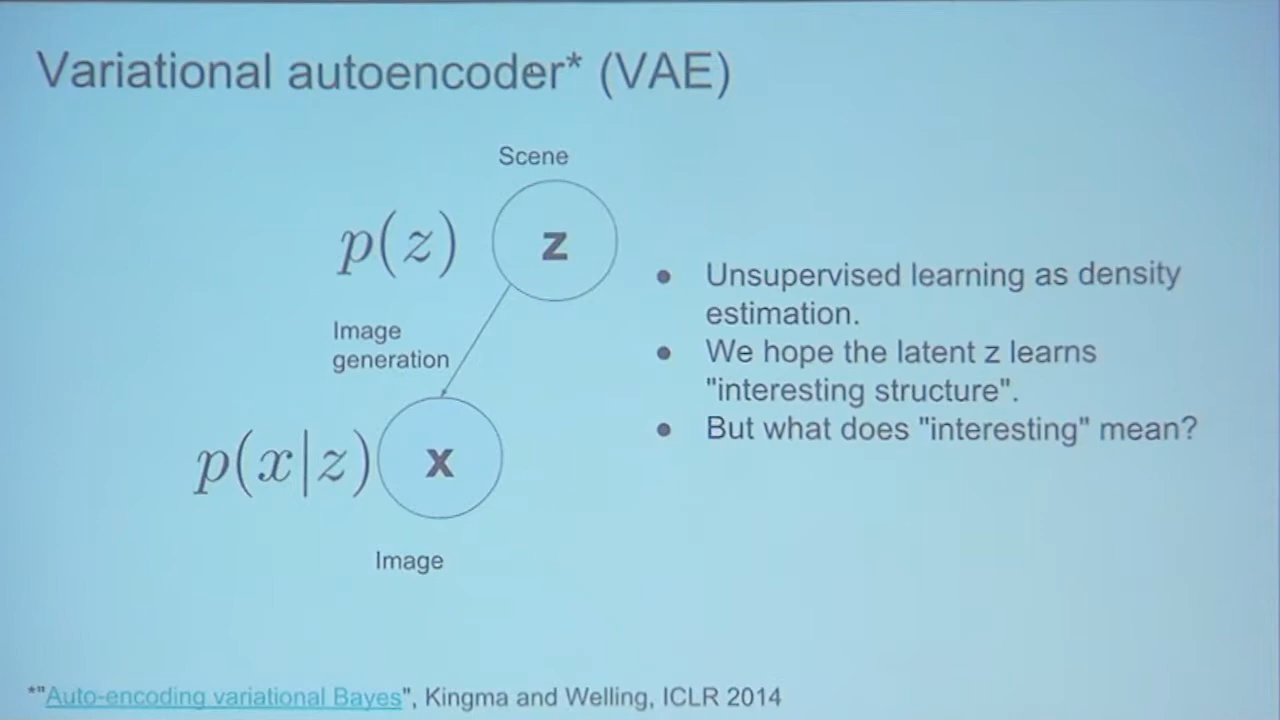 Variational autoencoder* (VAE)
Scene
p(z)
z
Image
generation
p(x|z)
x
Image
● Unsupervised learning as density
estimation.
● We hope the latent z learns
"interesting structure".
● But what does "interesting" mean?
*"Auto-encoding variational Bayes", Kingma and Welling, ICLR 2014